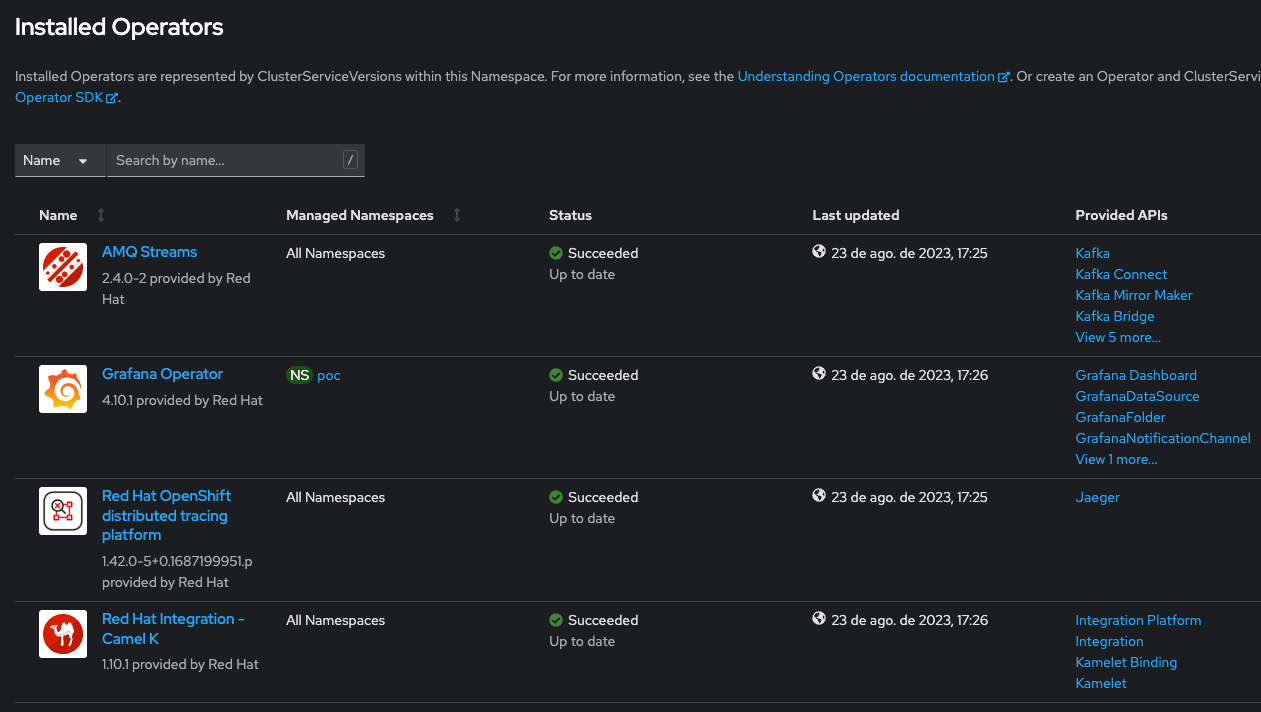 Installed Operators
Installed Operators are represented by ClusterServiceVersions within this Namespace. For more information, see the Understanding Operators documentation. Or create an Operator and ClusterServi
Operator SDK.
Name
Search by name...
/
Name
Managed Namespaces
Status
Last updated
Provided APIs
AMQ Streams
2.4.0-2 provided by Red
Hat
All Namespaces
Succeeded
Up to date
23 de ago. de 2023, 17:25
Kafka
Kafka Connect
Kafka Mirror Maker
Kafka Bridge
View 5 more...
Grafana Operator
4.10.1 provided by Red Hat
NS poc
Succeeded
Up to date
23 de ago. de 2023, 17:26
Grafana Dashboard
GrafanaDataSource
GrafanaFolder
GrafanaNotificationChannel
View 1 more...
Red Hat OpenShift
distributed tracing
platform
1.42.0-5+0.1687199951.p
provided by Red Hat
All Namespaces
Succeeded
Up to date
23 de ago. de 2023, 17:25
Jaeger
Red Hat Integration -
Camel K
1.10.1 provided by Red Hat
All Namespaces
Succeeded
Up to date
23 de ago. de 2023, 17:26
Integration Platform
Integration
Kamelet Binding
Kamelet